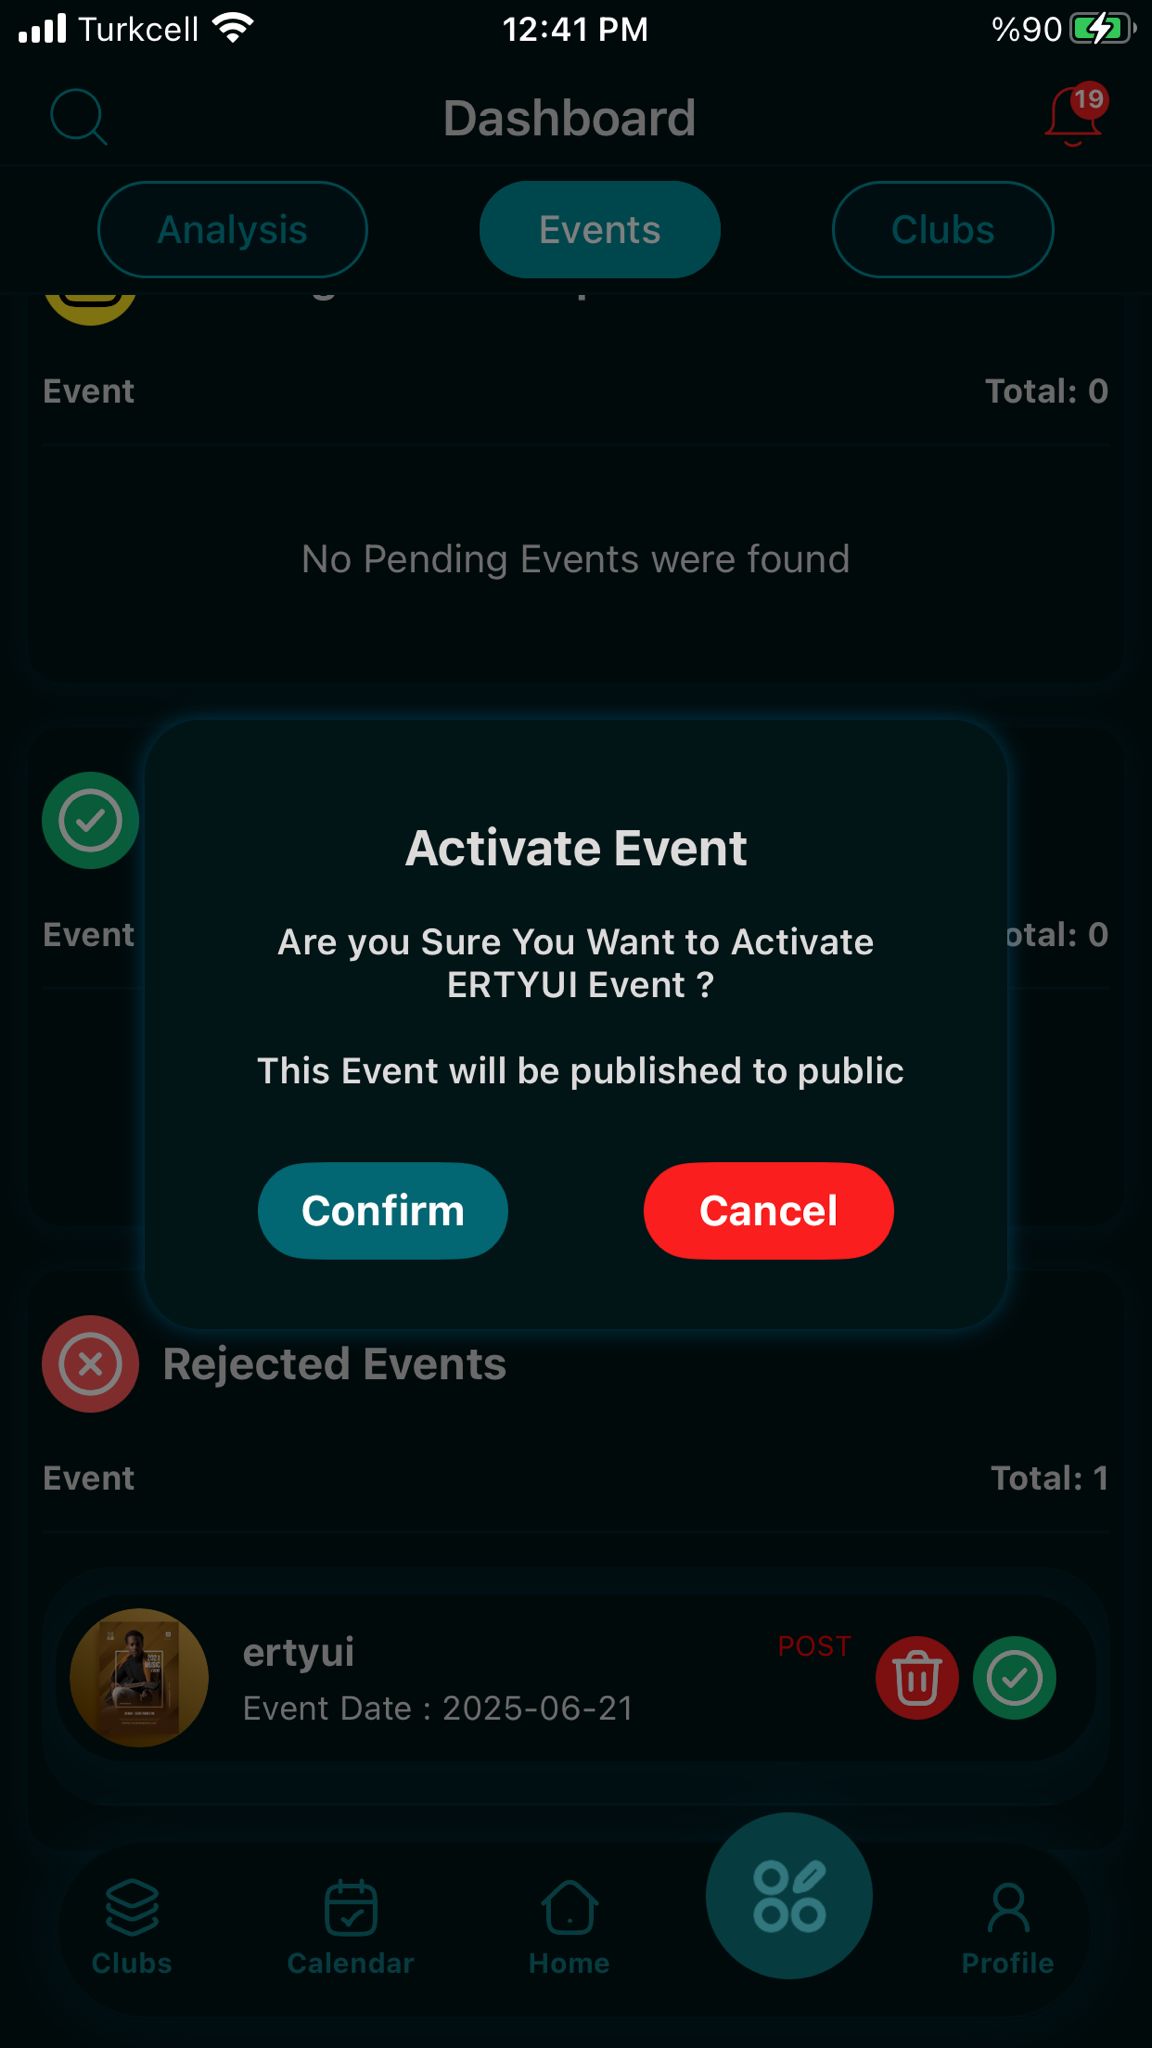 Turkcell
12:41 PM
%90
Dashboard
19
Analysis
Events
Clubs
Event
Total: 0
No Pending Events were found
Event
otal: 0
Activate Event
Are you Sure You Want to Activate
ERTYUI Event ?
This Event will be published to public
Confirm
Cancel
Rejected Events
Event
Total: 1
ertyui
POST
Event Date : 2025-06-21
Clubs
Calendar
Home
Profile